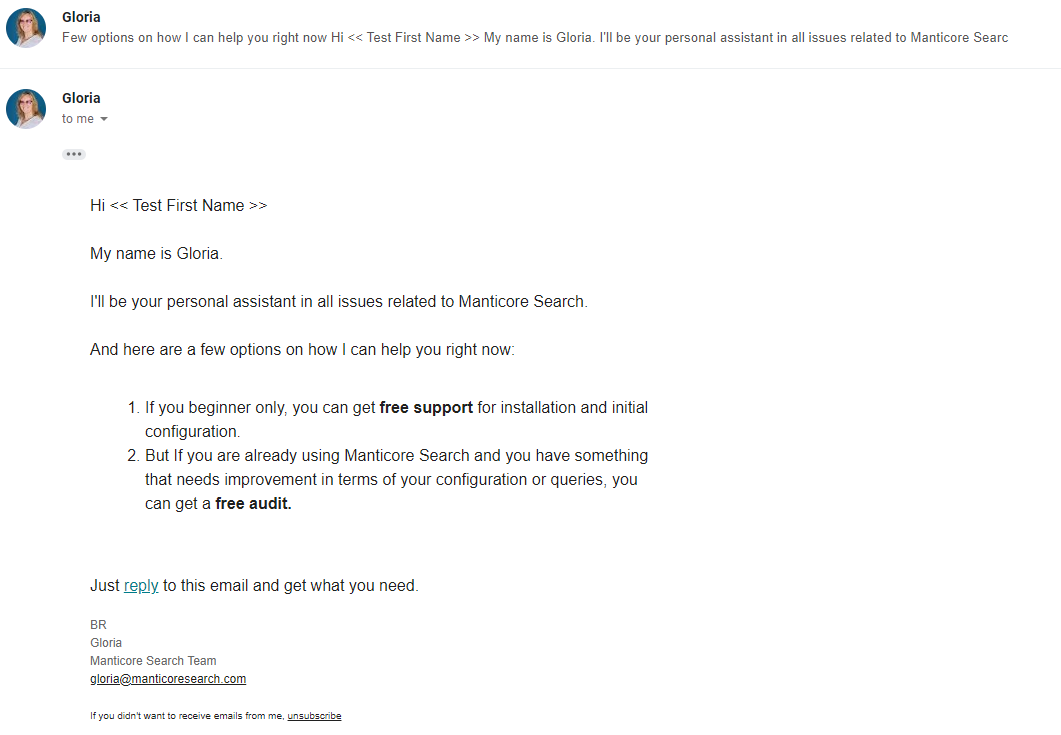 Gloria
Few options on how I can help you right now Hi << Test First Name >> My name is Gloria. I'll be your personal assistant in all issues related to Manticore Searc
Gloria
to me
Hi << Test First Name >>
My name is Gloria.
I'll be your personal assistant in all issues related to Manticore Search.
And here are a few options on how I can help you right now:
1. If you beginner only, you can get free support for installation and initial
configuration.
2. But If you are already using Manticore Search and you have something
that needs improvement in terms of your configuration or queries, you
can get a free audit.
Just reply to this email and get what you need.
BR
Gloria
Manticore Search Team
gloria@manticoresearch.com
If you didn't want to receive emails from me, unsubscribe